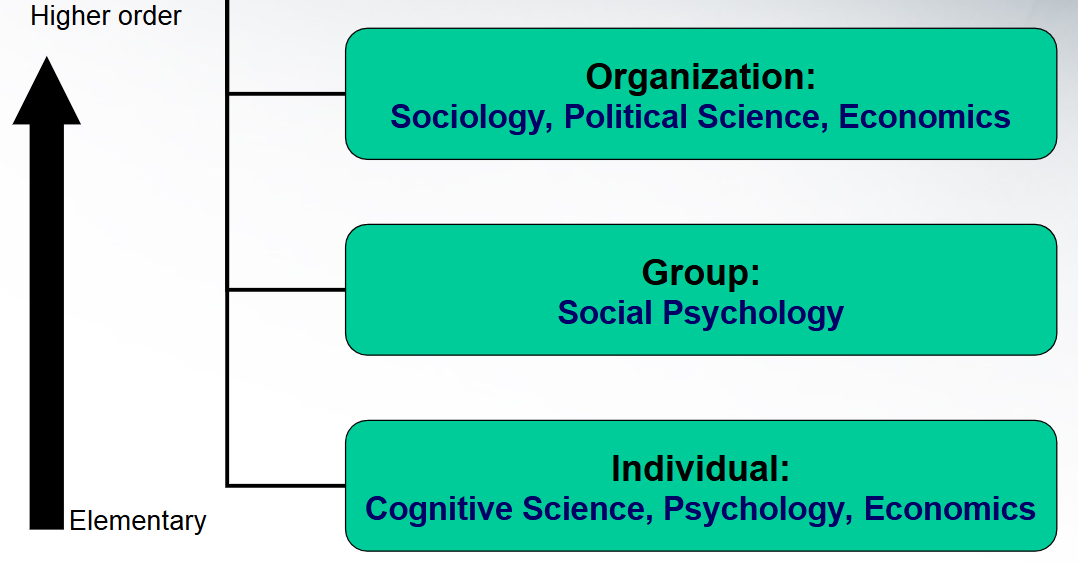 Higher order
Organization:
Sociology, Political Science, Economics
Group:
Social Psychology
Individual:
Cognitive Science, Psychology, Economics
Elementary